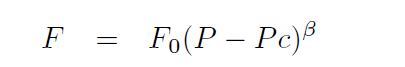 F = F₀(P − Pc)^β